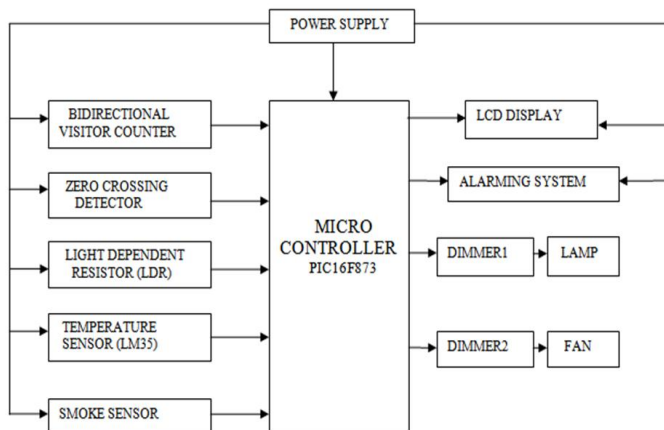 POWER SUPPLY
BIDIRECTIONAL
VISITOR COUNTER
ZERO CROSSING
DETECTOR
LIGHT DEPENDENT
RESISTOR (LDR)
TEMPERATURE
SENSOR (LM35)
SMOKE SENSOR
MICRO
CONTROLLER
PIC16F873
LCD DISPLAY
ALARMING SYSTEM
DIMMER1
LAMP
DIMMER2
FAN